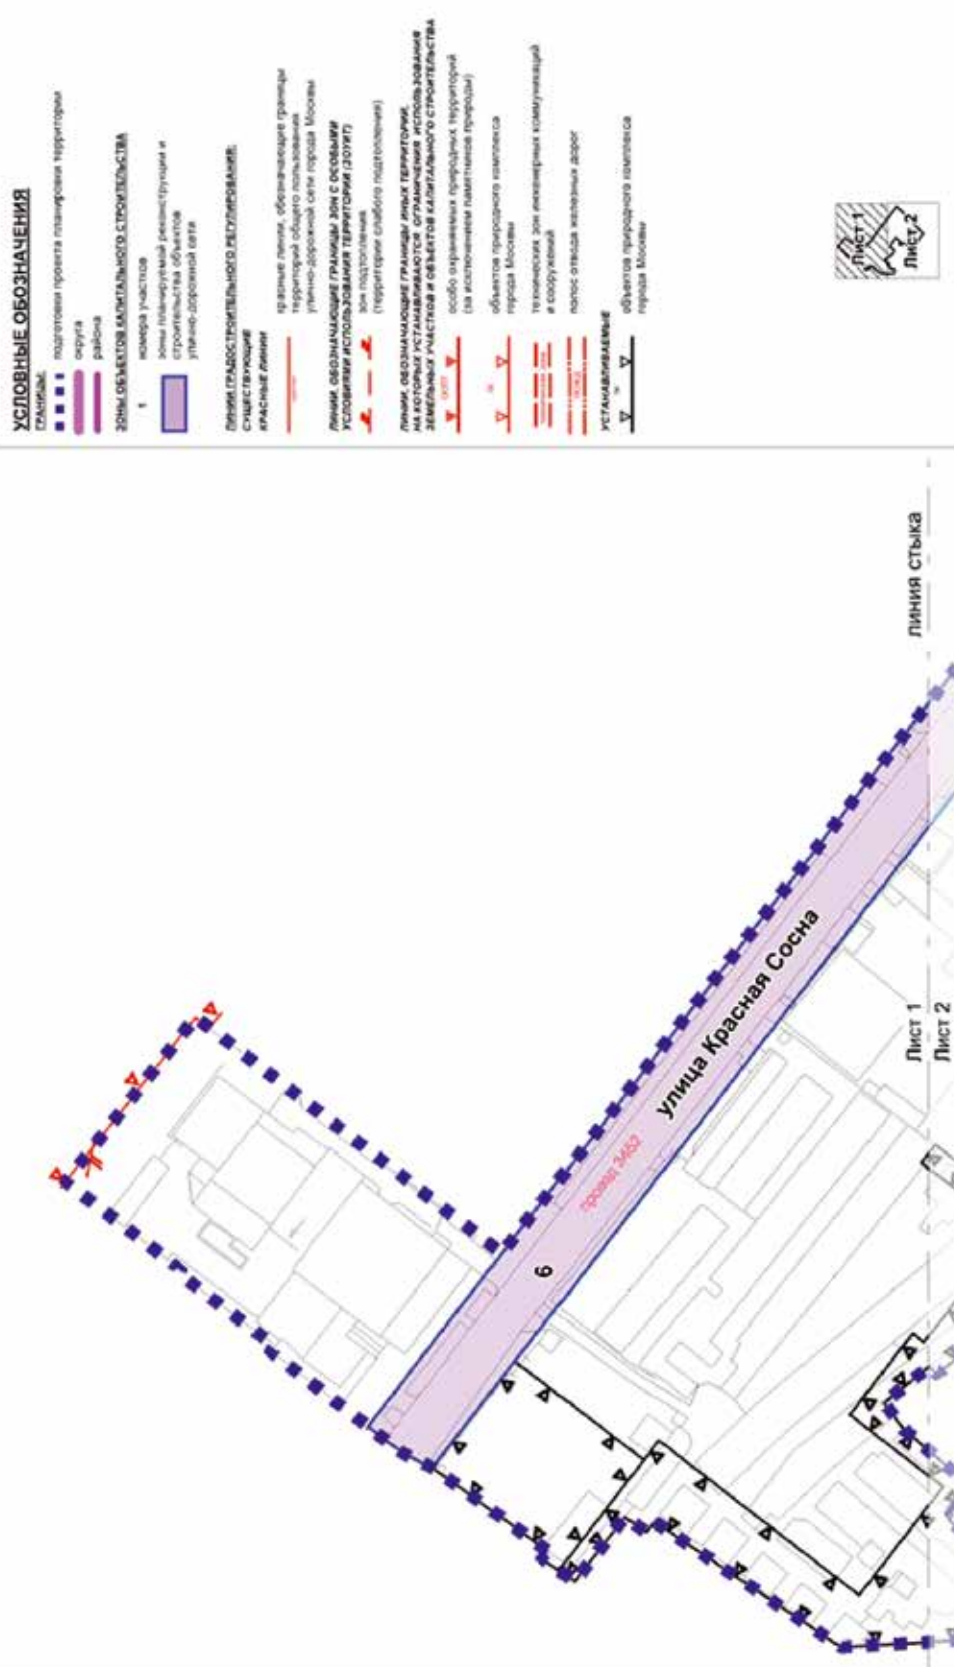 УСЛОВНЫЕ ОБОЗНАЧЕНИЯ
ГРАНИЦЫ:
подготовки проекта планировки территории
округа
района
ЗОНЫ ОБЪЕКТОВ КАПИТАЛЬНОГО СТРОИТЕЛЬСТВА
1
номера участков
зоны планируемой реконструкции и
строительства объектов
улично-дорожной сети
ЛИНИИ ГРАДОСТРОИТЕЛЬНОГО РЕГУЛИРОВАНИЯ:
СУЩЕСТВУЮЩИЕ
КРАСНЫЕ ЛИНИИ
красные линии, обозначающие границы
территорий общего пользования
улично-дорожной сети города Москвы
ЛИНИИ, ОБОЗНАЧАЮЩИЕ ГРАНИЦЫ ЗОН С ОСОБЫМИ
УСЛОВИЯМИ ИСПОЛЬЗОВАНИЯ ТЕРРИТОРИИ (ЗОУИТ)
зон подтопления
(территории слабого подтопления)
ЛИНИИ, ОБОЗНАЧАЮЩИЕ ГРАНИЦЫ ИНЫХ ТЕРРИТОРИИ,
НА КОТОРЫХ УСТАНАВЛИВАЮТСЯ ОГРАНИЧЕНИЯ ИСПОЛЬЗОВАНИЯ
ЗЕМЕЛЬНЫХ УЧАСТКОВ И ОБЪЕКТОВ КАПИТАЛЬНОГО СТРОИТЕЛЬСТВА
особо охраняемых природных территорий
(за исключением памятников природы)
объектов природного комплекса
города Москвы
технических зон инженерных коммуникаций
и сооружений
полос отвода железных дорог
УСТАНАВЛИВАЕМЫЕ
объектов природного комплекса
города Москвы
Лист 1
Лист 2
линия стыка
улица Красная Сосна
проезд 3462
6
Лист 1
Лист 2